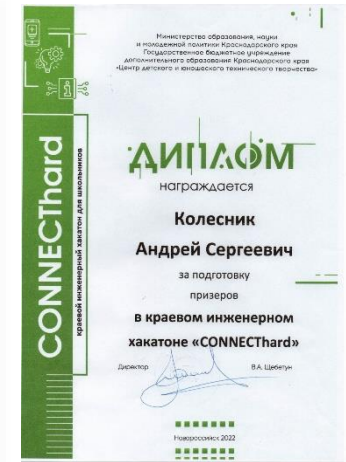 Министерство образования, науки
и молодежной политики Краснодарского края
Государственное бюджетное учреждение
дополнительного образования Краснодарского края
«Центр детского и юношеского технического творчества»
CONNECThard
краевой инженерный хакатон для школьников
ДИПЛОМ
награждается
Колесник
Андрей Сергеевич
за подготовку
призеров
в краевом инженерном
хакатоне «CONNECThard»
Директор
В.А. Щебетун
Новороссийск 2022